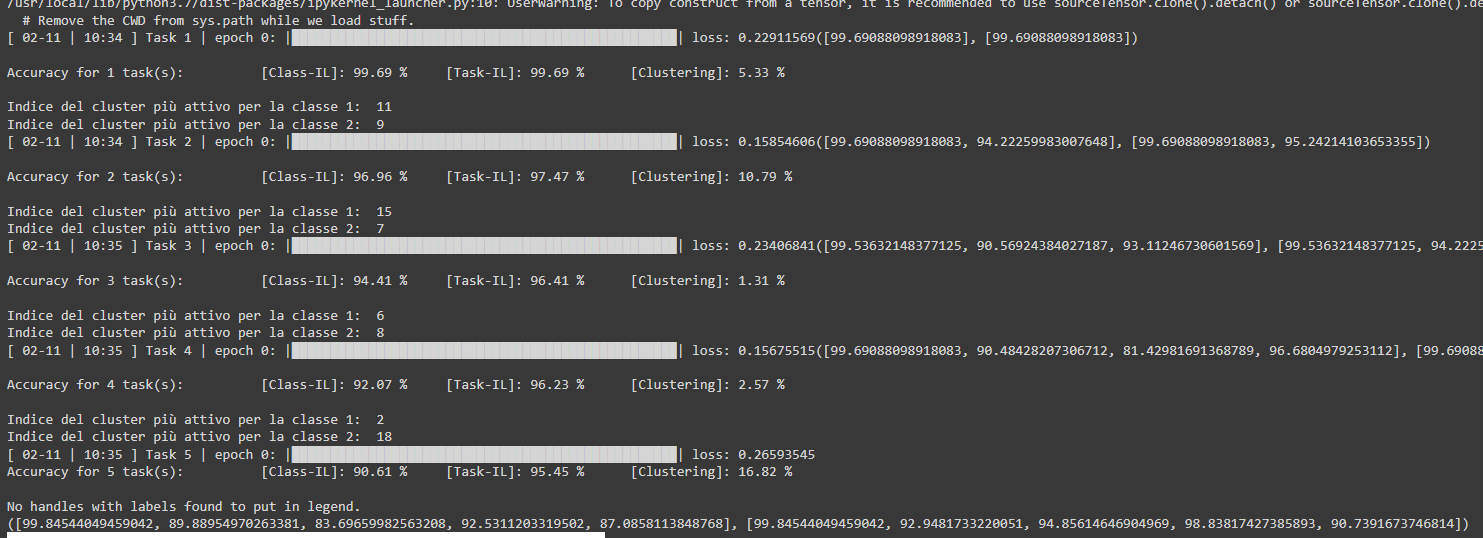 /usr/local/lib/python3.7/dist-packages/ipykernel_launcher.py:10: UserWarning: To copy construct from a tensor, it is recommended to use sourceTensor.clone().detach() or sourceTensor.clone().de
# Remove the CWD from sys.path while we load stuff.
[ 02-11 | 10:34 ] Task 1 | epoch 0: |██████████████████████████████████████████████████| loss: 0.22911569([99.69088098918083], [99.69088098918083])
Accuracy for 1 task(s): [Class-IL]: 99.69 % [Task-IL]: 99.69 % [Clustering]: 5.33 %
Indice del cluster più attivo per la classe 1: 11
Indice del cluster più attivo per la classe 2: 9
[ 02-11 | 10:34 ] Task 2 | epoch 0: |██████████████████████████████████████████████████| loss: 0.15854606([99.69088098918083, 94.22259983007648], [99.69088098918083, 95.24214103653355])
Accuracy for 2 task(s): [Class-IL]: 96.96 % [Task-IL]: 97.47 % [Clustering]: 10.79 %
Indice del cluster più attivo per la classe 1: 15
Indice del cluster più attivo per la classe 2: 7
[ 02-11 | 10:35 ] Task 3 | epoch 0: |██████████████████████████████████████████████████| loss: 0.23406841([99.53632148377125, 90.56924384027187, 93.11246730601569], [99.53632148377125, 94.2225
Accuracy for 3 task(s): [Class-IL]: 94.41 % [Task-IL]: 96.41 % [Clustering]: 1.31 %
Indice del cluster più attivo per la classe 1: 6
Indice del cluster più attivo per la classe 2: 8
[ 02-11 | 10:35 ] Task 4 | epoch 0: |██████████████████████████████████████████████████| loss: 0.15675515([99.69088098918083, 90.48428207306712, 81.42981691368789, 96.6804979253112], [99.6908
Accuracy for 4 task(s): [Class-IL]: 92.07 % [Task-IL]: 96.23 % [Clustering]: 2.57 %
Indice del cluster più attivo per la classe 1: 2
Indice del cluster più attivo per la classe 2: 18
[ 02-11 | 10:35 ] Task 5 | epoch 0: |██████████████████████████████████████████████████| loss: 0.26593545
Accuracy for 5 task(s): [Class-IL]: 90.61 % [Task-IL]: 95.45 % [Clustering]: 16.82 %
No handles with labels found to put in legend.
([99.84544049459042, 89.88954970263381, 83.69659982563208, 92.5311203319502, 87.0858113848768], [99.84544049459042, 92.9481733220051, 94.85614646904969, 98.83817427385893, 90.7391673746814])